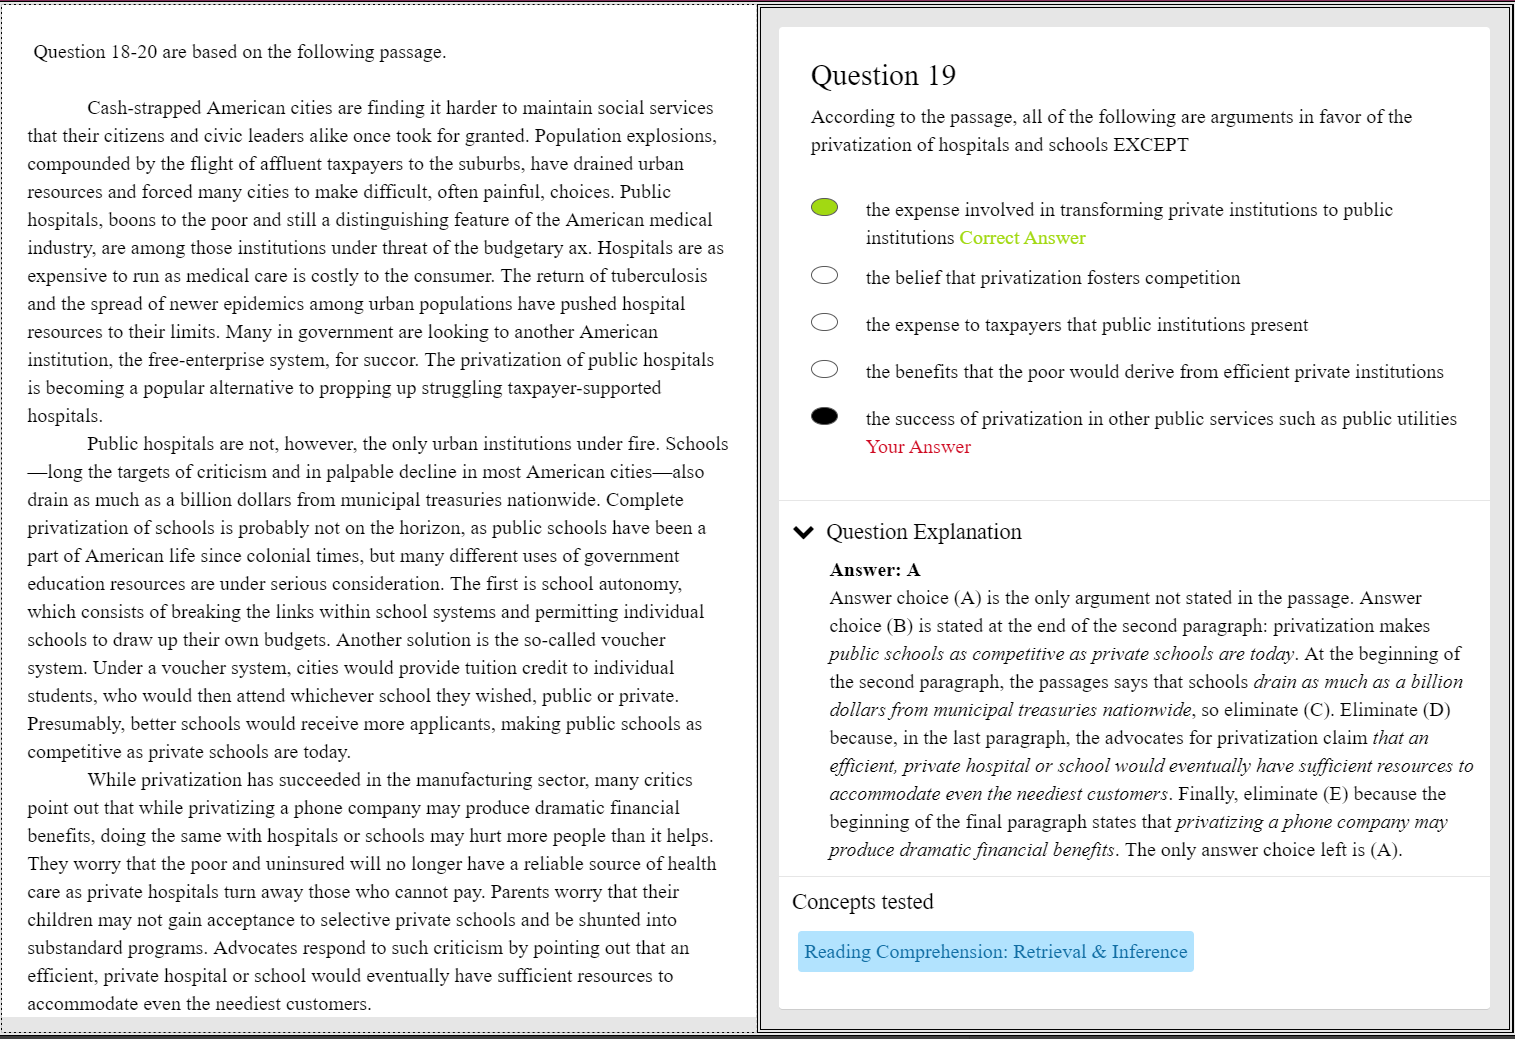 Question 18-20 are based on the following passage.
Cash-strapped American cities are finding it harder to maintain social services
that their citizens and civic leaders alike once took for granted. Population explosions,
compounded by the flight of affluent taxpayers to the suburbs, have drained urban
resources and forced many cities to make difficult, often painful, choices. Public
hospitals, boons to the poor and still a distinguishing feature of the American medical
industry, are among those institutions under threat of the budgetary ax. Hospitals are as
expensive to run as medical care is costly to the consumer. The return of tuberculosis
and the spread of newer epidemics among urban populations have pushed hospital
resources to their limits. Many in government are looking to another American
institution, the free-enterprise system, for succor. The privatization of public hospitals
is becoming a popular alternative to propping up struggling taxpayer-supported
hospitals.
Public hospitals are not, however, the only urban institutions under fire. Schools
—long the targets of criticism and in palpable decline in most American cities—also
drain as much as a billion dollars from municipal treasuries nationwide. Complete
privatization of schools is probably not on the horizon, as public schools have been a
part of American life since colonial times, but many different uses of government
education resources are under serious consideration. The first is school autonomy,
which consists of breaking the links within school systems and permitting individual
schools to draw up their own budgets. Another solution is the so-called voucher
system. Under a voucher system, cities would provide tuition credit to individual
students, who would then attend whichever school they wished, public or private.
Presumably, better schools would receive more applicants, making public schools as
competitive as private schools are today.
While privatization has succeeded in the manufacturing sector, many critics
point out that while privatizing a phone company may produce dramatic financial
benefits, doing the same with hospitals or schools may hurt more people than it helps.
They worry that the poor and uninsured will no longer have a reliable source of health
care as private hospitals turn away those who cannot pay. Parents worry that their
children may not gain acceptance to selective private schools and be shunted into
substandard programs. Advocates respond to such criticism by pointing out that an
efficient, private hospital or school would eventually have sufficient resources to
accommodate even the neediest customers.
Question 19
According to the passage, all of the following are arguments in favor of the
privatization of hospitals and schools EXCEPT
the expense involved in transforming private institutions to public
institutions Correct Answer
the belief that privatization fosters competition
the expense to taxpayers that public institutions present
the benefits that the poor would derive from efficient private institutions
the success of privatization in other public services such as public utilities
Your Answer
Question Explanation
Answer: A
Answer choice (A) is the only argument not stated in the passage. Answer
choice (B) is stated at the end of the second paragraph: privatization makes
public schools as competitive as private schools are today. At the beginning of
the second paragraph, the passages says that schools drain as much as a billion
dollars from municipal treasuries nationwide, so eliminate (C). Eliminate (D)
because, in the last paragraph, the advocates for privatization claim that an
efficient, private hospital or school would eventually have sufficient resources to
accommodate even the neediest customers. Finally, eliminate (E) because the
beginning of the final paragraph states that privatizing a phone company may
produce dramatic financial benefits. The only answer choice left is (A).
Concepts tested
Reading Comprehension: Retrieval & Inference